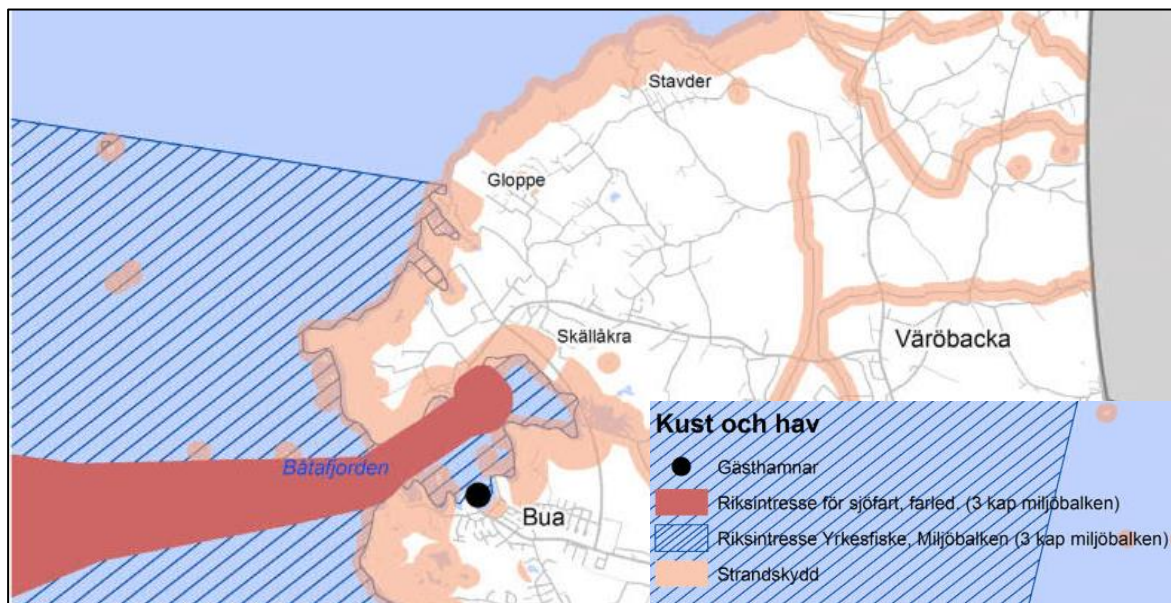 Stavder
Gloppe
Skällåkra
Väröbacka
Båtafjorden
Bua
Kust och hav
Gästhamnar
Riksintresse för sjöfart, farled. (3 kap miljöbalken)
Riksintresse Yrkesfiske, Miljöbalken (3 kap miljöbalken)
Strandskydd